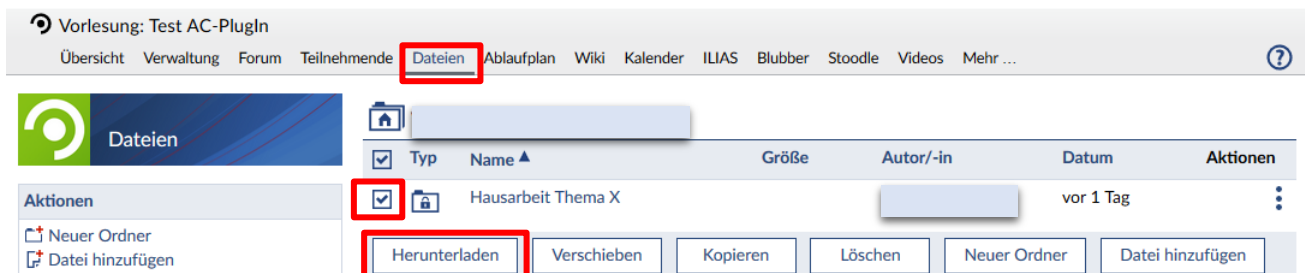 Vorlesung: Test AC-PlugIn
Übersicht Verwaltung Forum Teilnehmende Dateien Ablaufplan Wiki Kalender ILIAS Blubber Stoodle Videos Mehr ... ?
Dateien
Typ Name Größe Autor/-in Datum Aktionen
Hausarbeit Thema X vor 1 Tag
Aktionen
Neuer Ordner
Datei hinzufügen
Herunterladen Verschieben Kopieren Löschen Neuer Ordner Datei hinzufügen